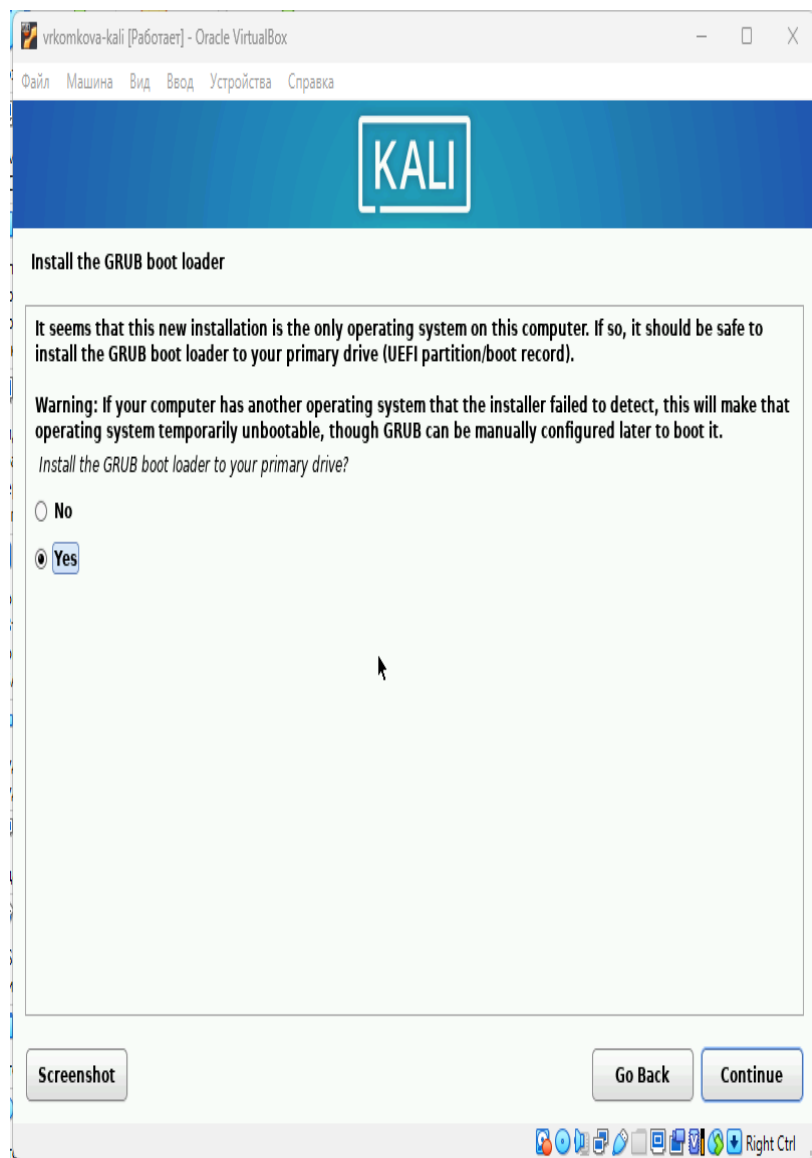 vrkomkova-kali [Работает] - Oracle VirtualBox
Файл Машина Вид Ввод Устройства Справка
KALI
Install the GRUB boot loader
It seems that this new installation is the only operating system on this computer. If so, it should be safe to
install the GRUB boot loader to your primary drive (UEFI partition/boot record).
Warning: If your computer has another operating system that the installer failed to detect, this will make that
operating system temporarily unbootable, though GRUB can be manually configured later to boot it.
Install the GRUB boot loader to your primary drive?
No
Yes
Screenshot Go Back Continue
Right Ctrl